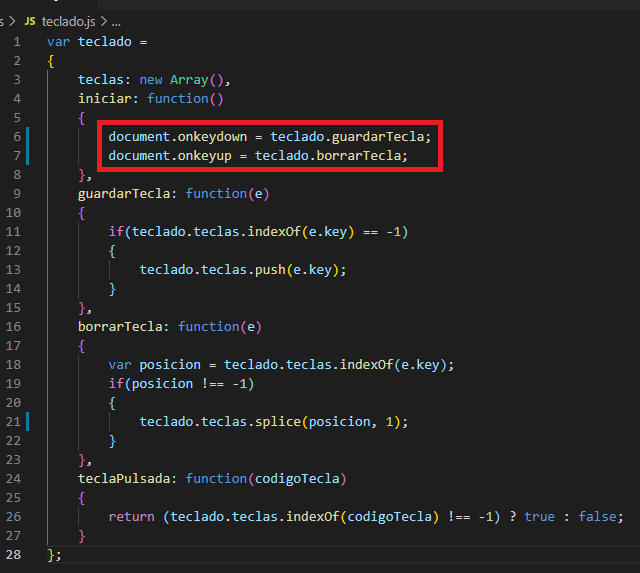 s > JS teclado.js > ...
1 var teclado =
2 {
3 teclas: new Array(),
4 iniciar: function()
5 {
6 document.onkeydown = teclado.guardarTecla;
7 document.onkeyup = teclado.borrarTecla;
8 },
9 guardarTecla: function(e)
10 {
11 if(teclado.teclas.indexOf(e.key) == -1)
12 {
13 teclado.teclas.push(e.key);
14 }
15 },
16 borrarTecla: function(e)
17 {
18 var posicion = teclado.teclas.indexOf(e.key);
19 if(posicion !== -1)
20 {
21 teclado.teclas.splice(posicion, 1);
22 }
23 },
24 teclaPulsada: function(codigoTecla)
25 {
26 return (teclado.teclas.indexOf(codigoTecla) !== -1) ? true : false;
27 }
28 };